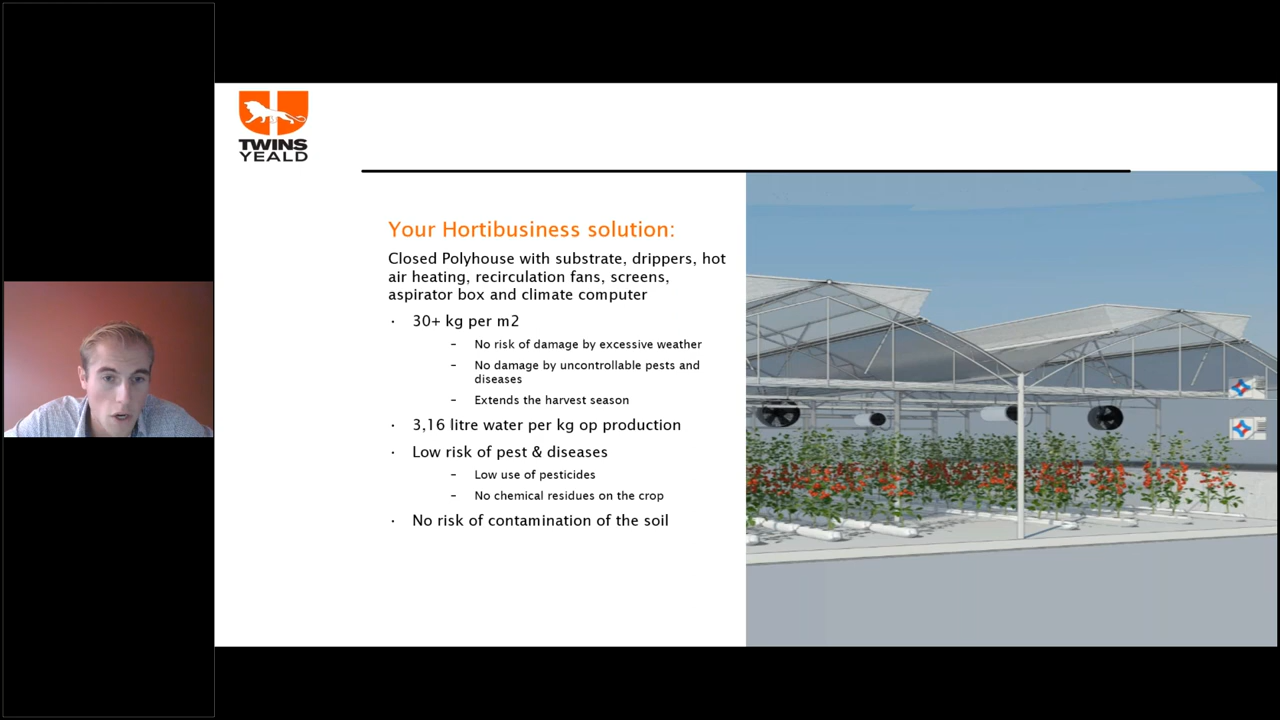 TWINS
YEALD
Your Hortibusiness solution:
Closed Polyhouse with substrate, drippers, hot
air heating, recirculation fans, screens,
aspirator box and climate computer
· 30+ kg per m2
– No risk of damage by excessive weather
– No damage by uncontrollable pests and
diseases
– Extends the harvest season
· 3,16 litre water per kg op production
· Low risk of pest & diseases
– Low use of pesticides
– No chemical residues on the crop
· No risk of contamination of the soil